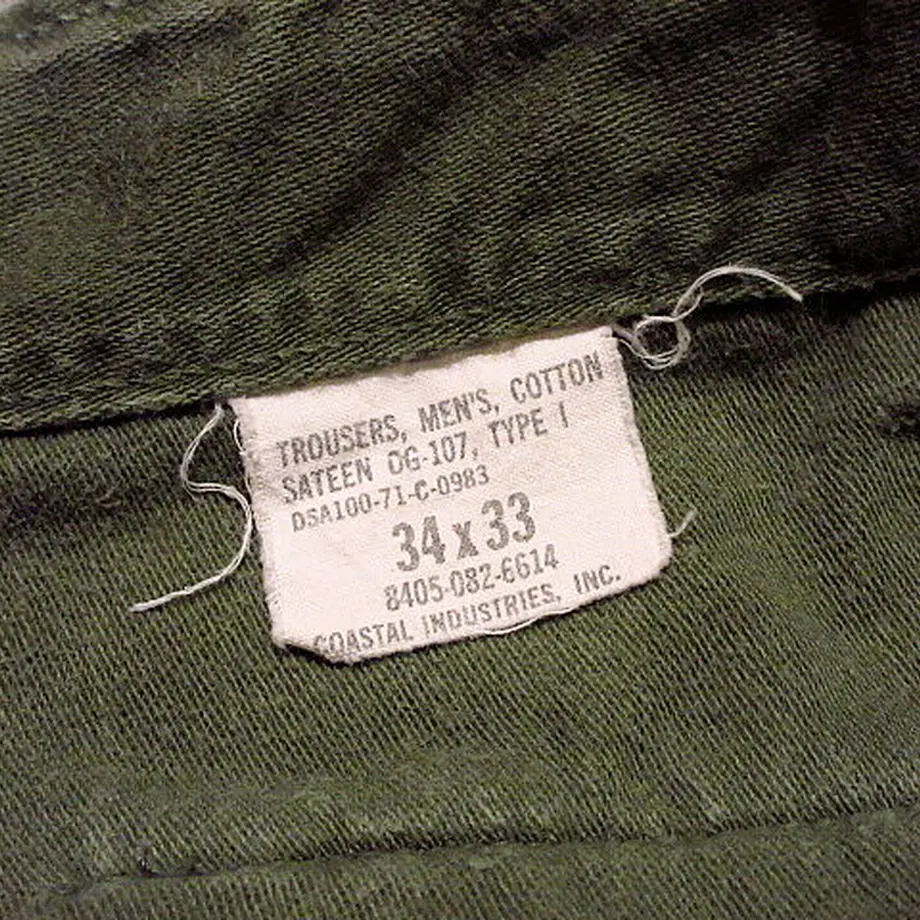 TROUSERS, MEN'S, COTTON
SATEEN OG-107, TYPE I
DSA100-71-C-0983
34 x 33
8405-082-6614
COASTAL INDUSTRIES, INC.